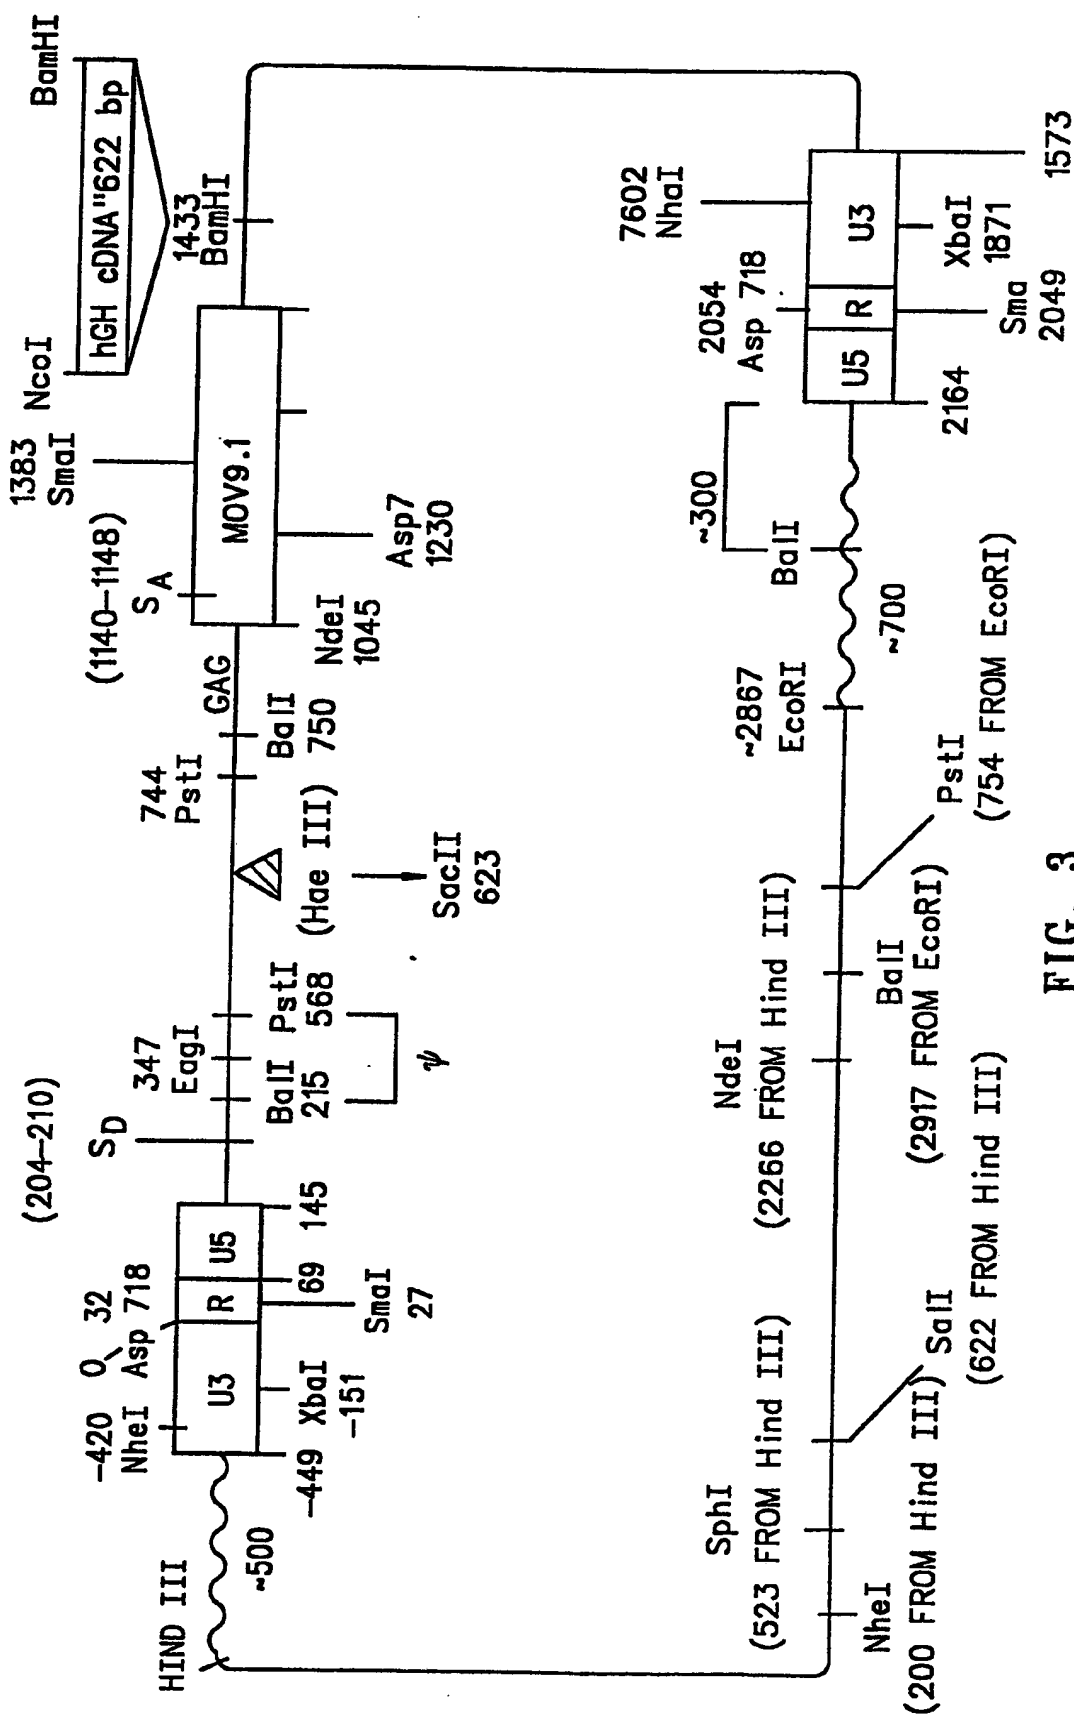 BamHI
hGH cDNA"622 bp
NcoI
1433
BamHI
1383
SmaI
MOV9.1
(1140–1148)
SA
Asp7
1230
NdeI
1045
GAG
BalI
750
744
PstI
(Hae III)
SacII
623
PstI
568
347
EagI
BalI
215
ψ
(204–210)
SD
145
U5
69
R
U3
32
Asp 718
0
SmaI
27
-420
NheI
XbaI
-151
-449
~500
HIND III
7602
NhaI
1573
U3
XbaI
1871
2054
Asp 718
R
Sma
2049
U5
2164
~300
BalI
~700
~2867
EcoRI
PstI
(754 FROM EcoRI)
BalI
(2917 FROM EcoRI)
NdeI
(2266 FROM Hind III)
SalI
(622 FROM Hind III)
SphI
(523 FROM Hind III)
NheI
(200 FROM Hind III)
FIG. 3